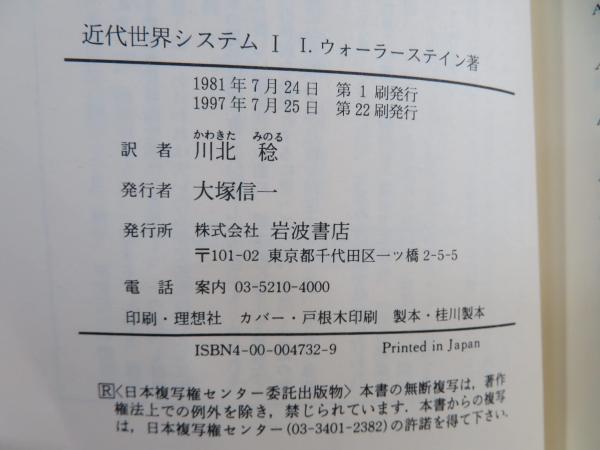 近代世界システム I I. ウォーラーステイン著
1981年7月24日 第1刷発行
1997年7月25日 第22刷発行
かわきた みのる
訳者 川北 稔
発行者 大塚信一
発行所 株式会社 岩波書店
〒101-02 東京都千代田区一ツ橋2-5-5
電話 案内 03-5210-4000
印刷・理想社 カバー・戸根木印刷 製本・桂川製本
ISBN4-00-004732-9 Printed in Japan
R〈日本複写権センター委託出版物〉本書の無断複写は，著作
権法上での例外を除き，禁じられています．本書からの複写
は，日本複写権センター(03-3401-2382)の許諾を得て下さい．